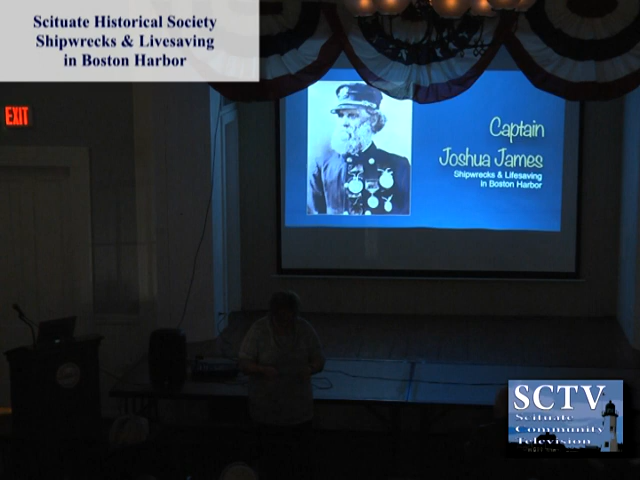 Scituate Historical Society
Shipwrecks & Livesaving
in Boston Harbor
EXIT
Captain
Joshua James
Shipwrecks & Lifesaving
In Boston Harbor
SCTV
Scituate
Community
Television